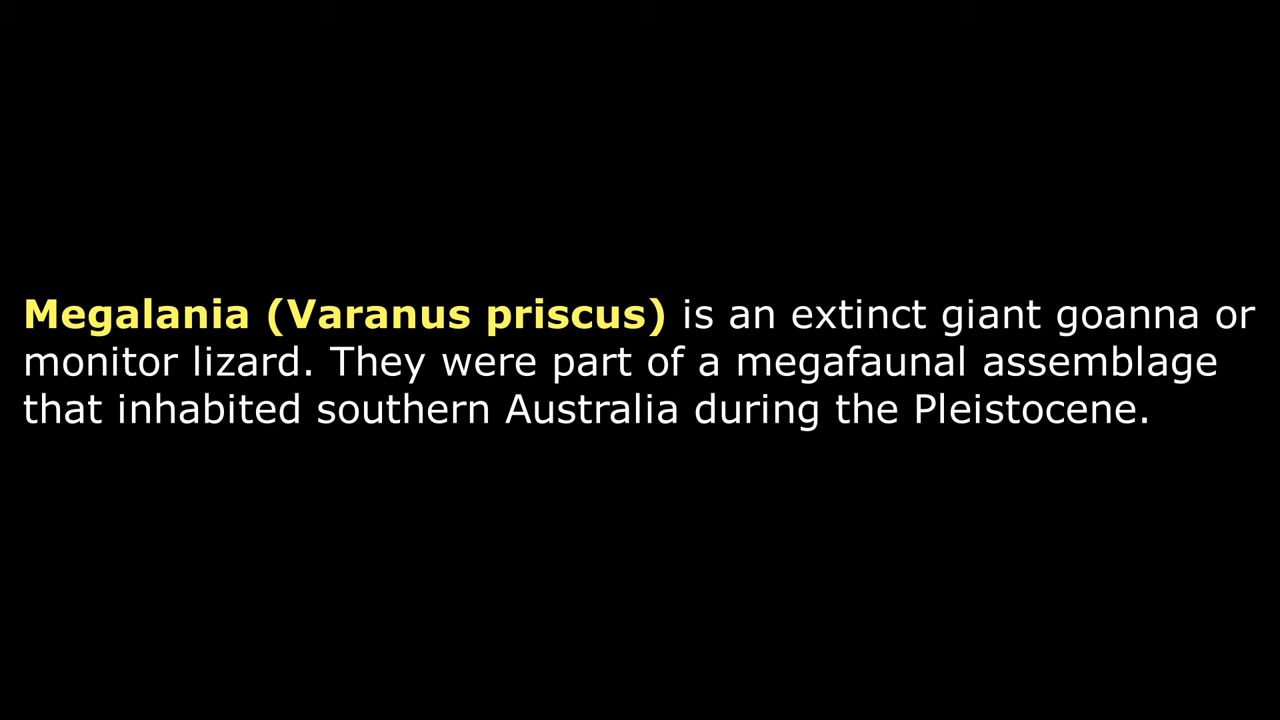 Megalania (Varanus priscus) is an extinct giant goanna or
monitor lizard. They were part of a megafaunal assemblage
that inhabited southern Australia during the Pleistocene.